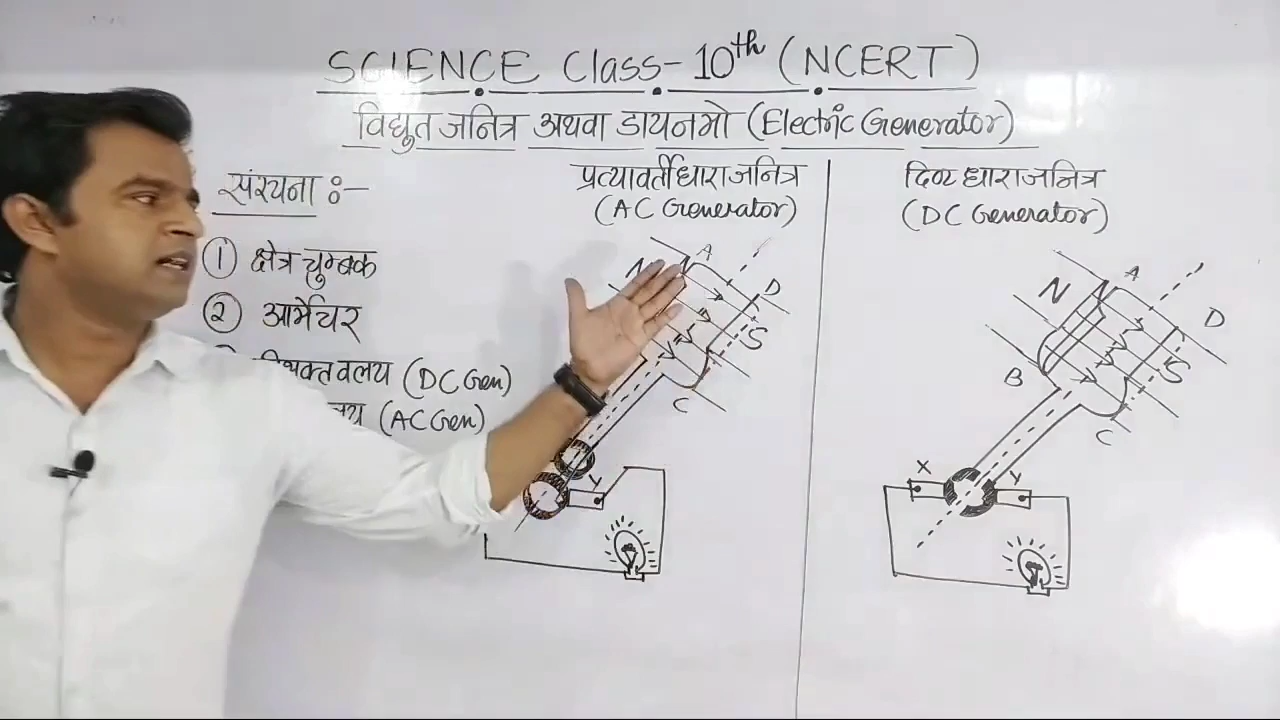 SCIENCE Class- 10th (NCERT)
विद्युत जनित्र अथवा डायनमो (Electric Generator)
संरचना :-
① क्षेत्र चुम्बक
② आर्मेचर
(DC Gen)
(AC Gen)
प्रत्यावर्ती धारा जनित्र
(AC Generator)
A
D
S
C
Y
दिष्ट धारा जनित्र
(DC Generator)
N
A
D
S
B
C
X
Y